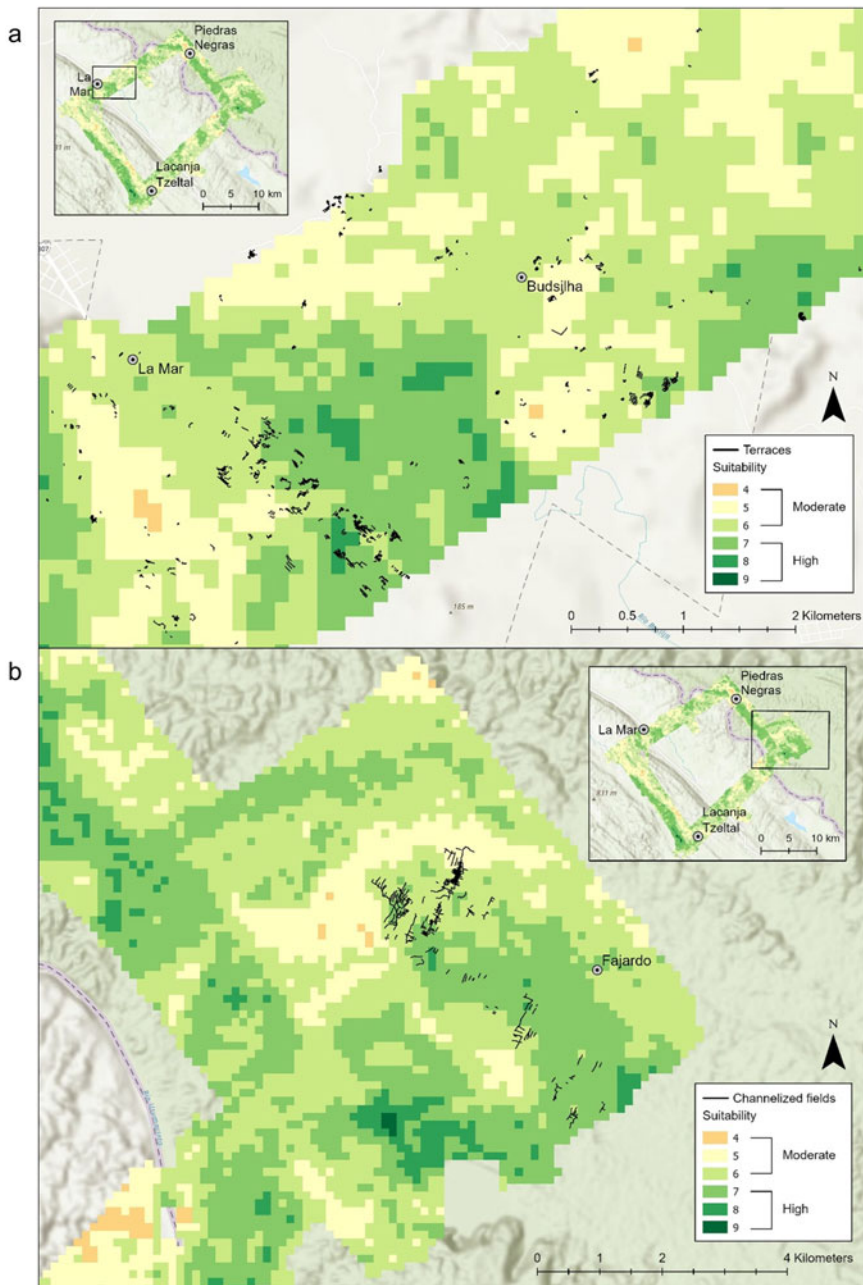 a
Piedras
Negras
La
Mar
Lacanja
Tzeltal
0 5 10 km
Budsilha
La Mar
N
Terraces
Suitability
4
5
6
Moderate
7
8
9
High
185 m
0 0.5 1 2 Kilometers
b
Piedras
Negras
La Mar
831 m
Lacanja
Tzeltal
0 5 10 km
Fajardo
N
Channelized fields
Suitability
4
5
6
Moderate
7
8
9
High
0 1 2 4 Kilometers